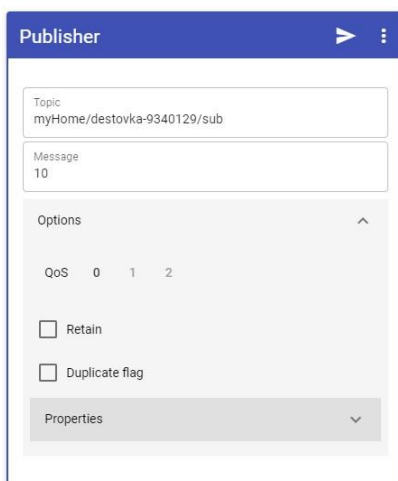 Publisher
Topic
myHome/destovka-9340129/sub
Message
10
Options
QoS 0 1 2
Retain
Duplicate flag
Properties